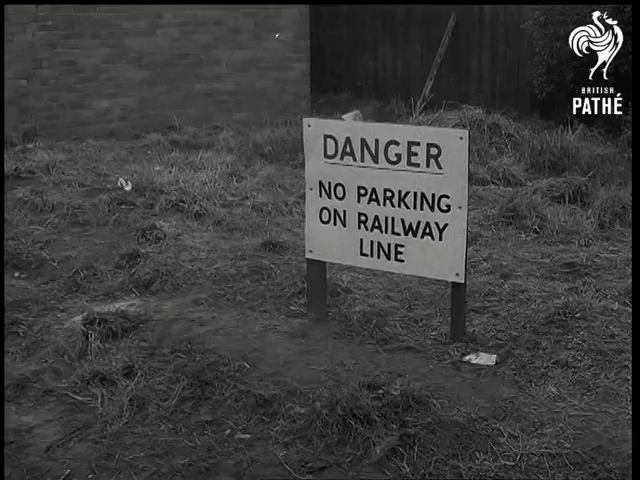 BRITISH
PATHÉ
DANGER
NO PARKING
ON RAILWAY
LINE